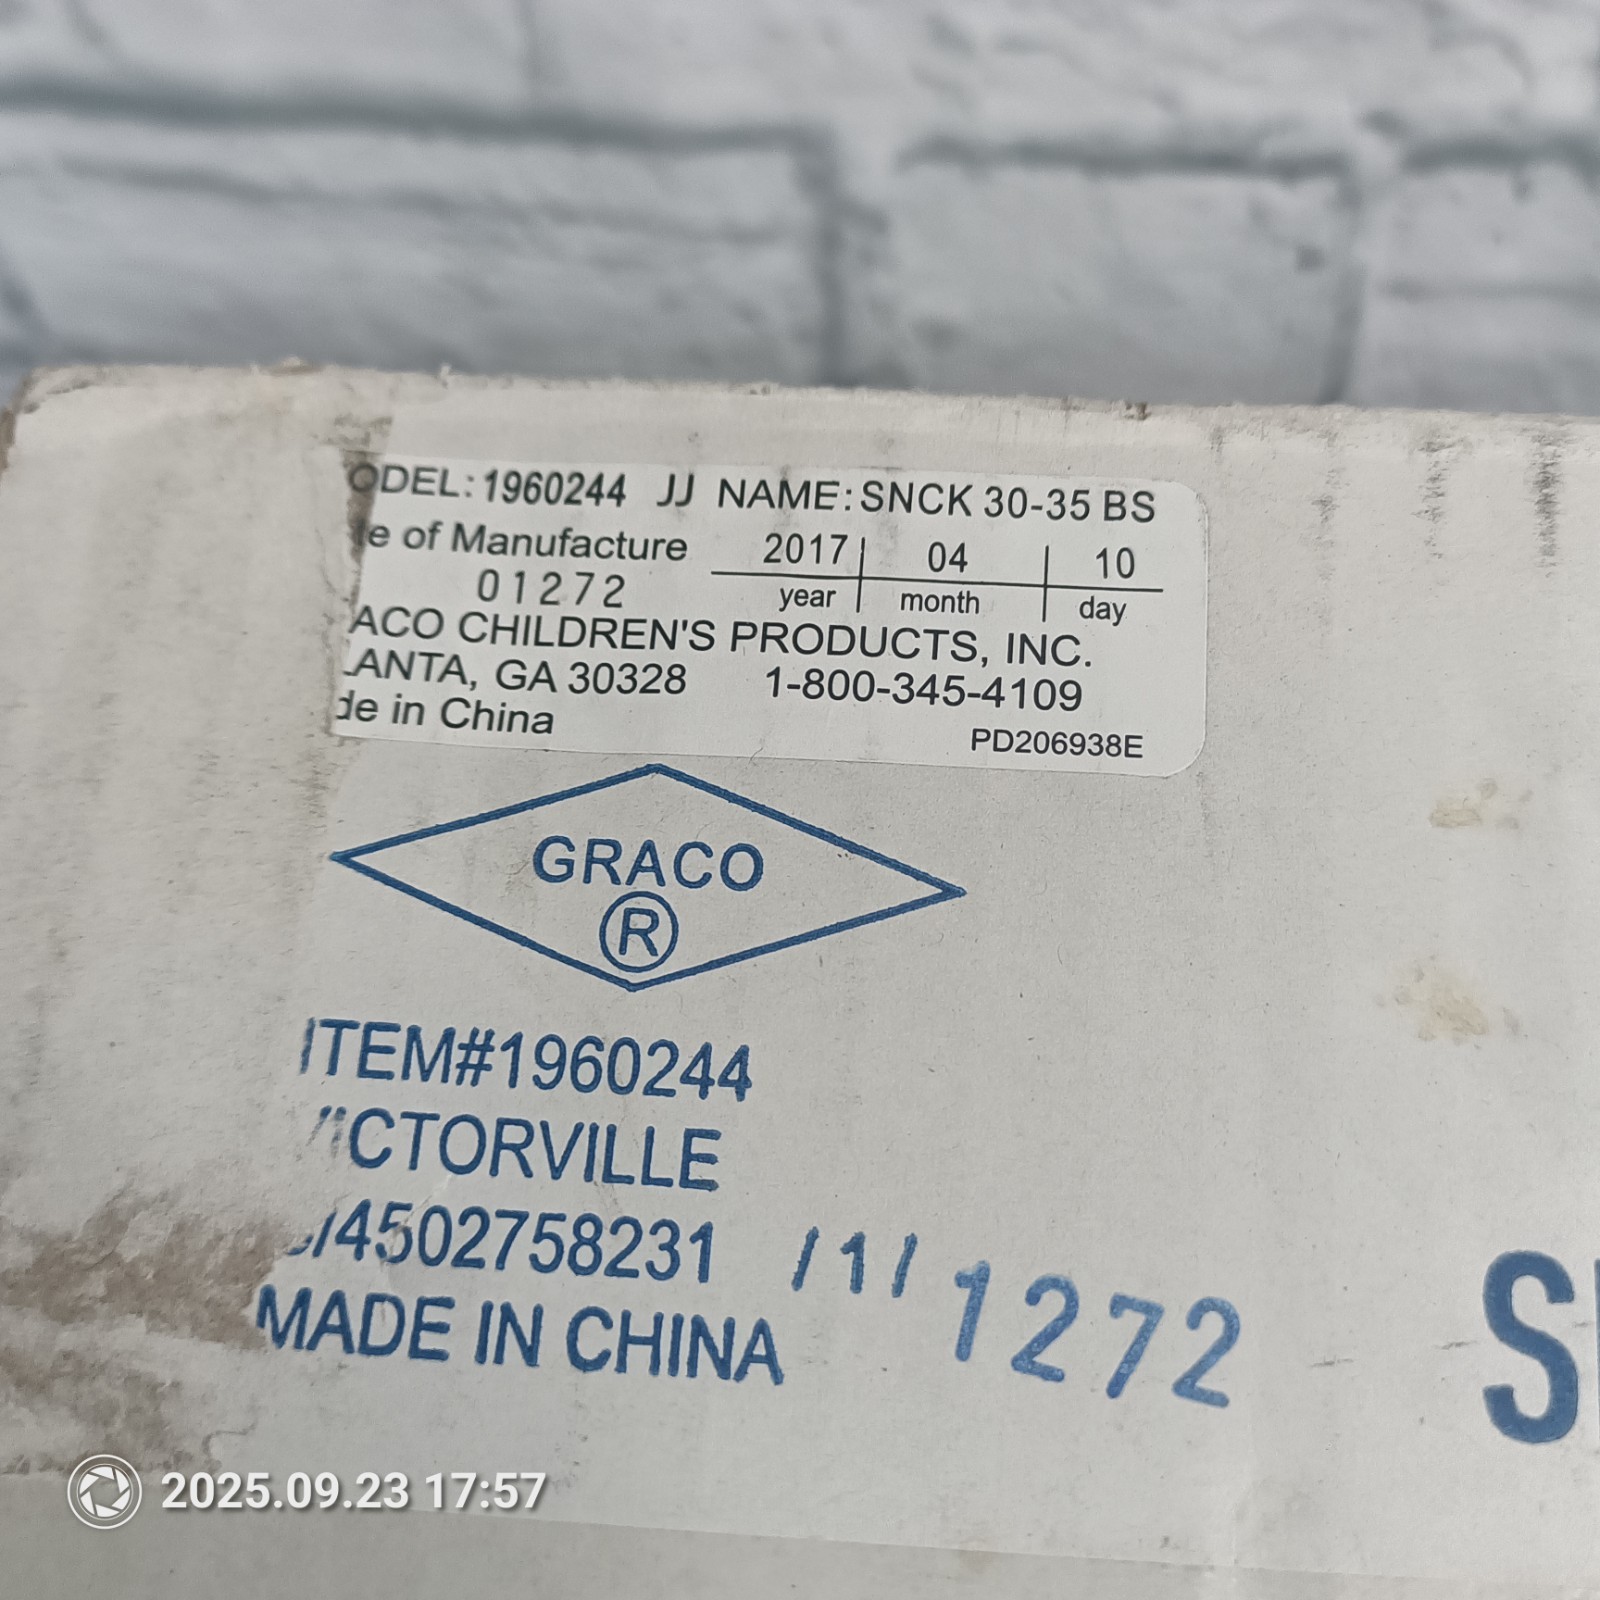 ODEL: 1960244 JJ NAME: SNCK 30-35 BS
te of Manufacture 2017 04 10
01272 year month day
ACO CHILDREN'S PRODUCTS, INC.
LANTA, GA 30328 1-800-345-4109
de in China
PD206938E
GRACO
®
ITEM#1960244
VICTORVILLE
/4502758231 /1/ 1272
MADE IN CHINA
S
2025.09.23 17:57